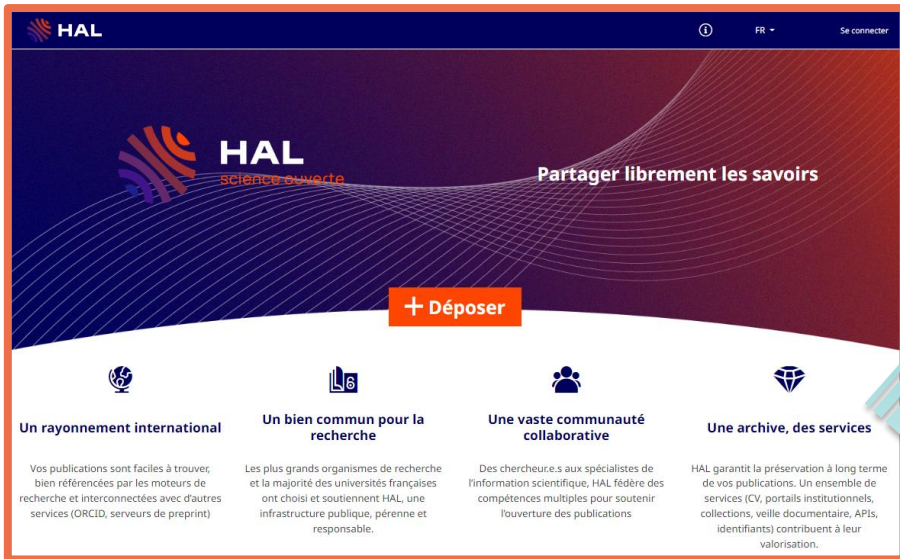 HAL
FR
Se connecter
HAL
science ouverte
Partager librement les savoirs
+ Déposer
Un rayonnement international
Vos publications sont faciles à trouver,
bien référencées par les moteurs de
recherche et interconnectées avec d'autres
services (ORCID, serveurs de preprint)
Un bien commun pour la
recherche
Les plus grands organismes de recherche
et la majorité des universités françaises
ont choisi et soutiennent HAL, une
infrastructure publique, pérenne et
responsable.
Une vaste communauté
collaborative
Des chercheur.e.s aux spécialistes de
l'information scientifique, HAL fédère des
compétences multiples pour soutenir
l'ouverture des publications
Une archive, des services
HAL garantit la préservation à long terme
de vos publications. Un ensemble de
services (CV, portails institutionnels,
collections, veille documentaire, APIs,
identifiants) contribuent à leur
valorisation.